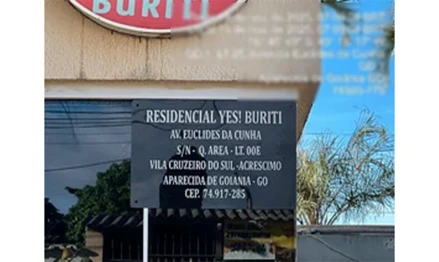 BURITI
RESIDENCIAL YES! BURITI
AV. EUCLIDES DA CUNHA
S/N - Q. AREA - LT. 00E
VILA CRUZEIRO DO SUL -ACRESCIMO
APARECIDA DE GOIÂNIA - GO
CEP. 74.917-285